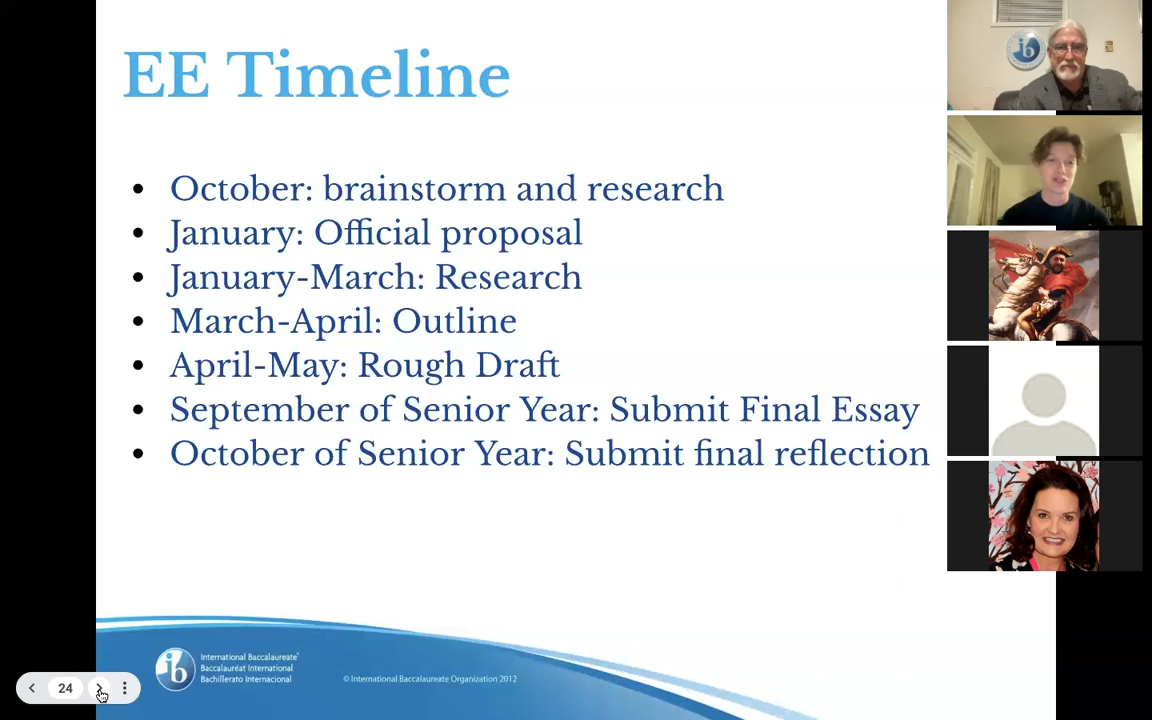 EE Timeline
• October: brainstorm and research
• January: Official proposal
• January-March: Research
• March-April: Outline
• April-May: Rough Draft
• September of Senior Year: Submit Final Essay
• October of Senior Year: Submit final reflection
ib
International Baccalaureate®
Baccalauréat International
Bachillerato Internacional
© International Baccalaureate Organization 2012
24
ib